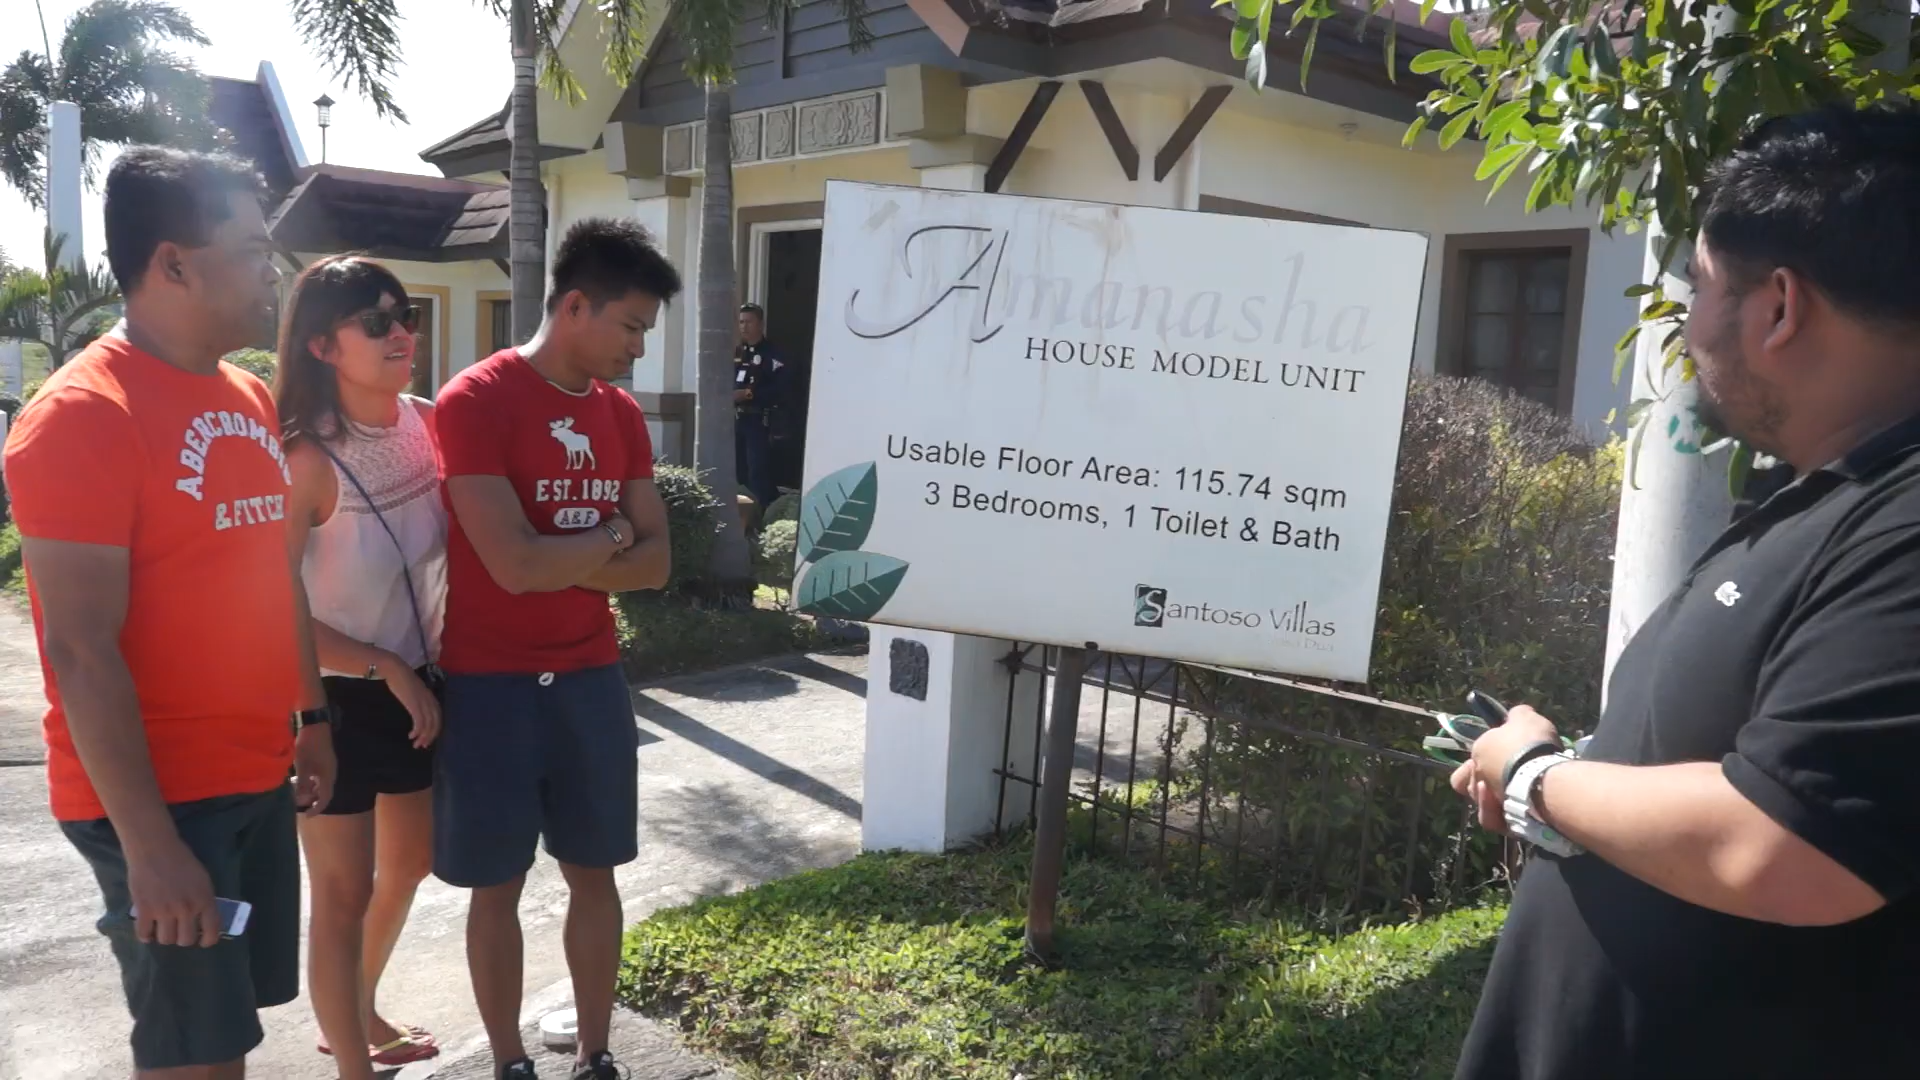 Amanasha
HOUSE MODEL UNIT
Usable Floor Area: 115.74 sqm
3 Bedrooms, 1 Toilet & Bath
Santoso Villas
ABERCROMBIE
& FITCH
EST. 1892
A&F